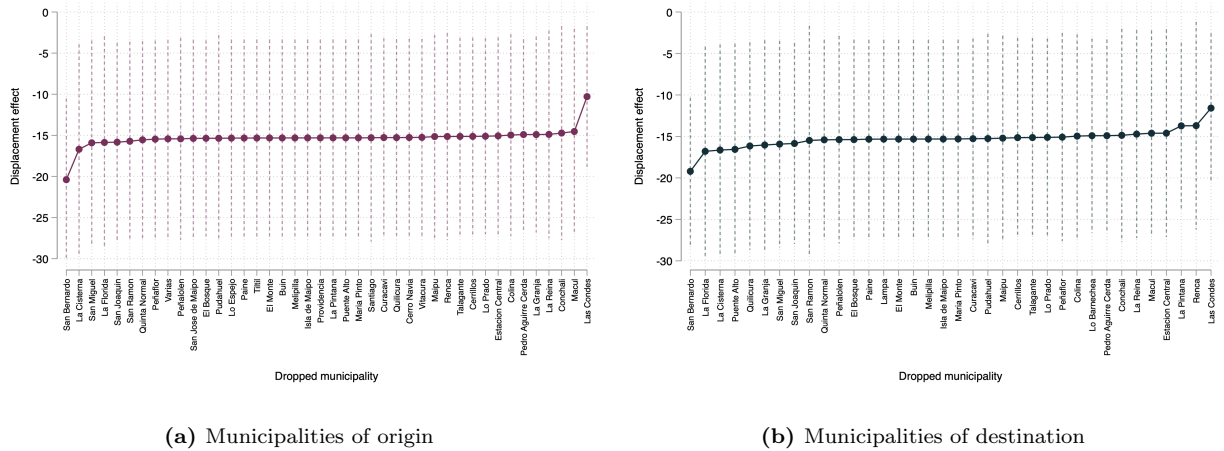 0
-5
-10
-15
-20
-25
-30
Displacement effect
San Bernardo
La Cisterna
San Miguel
La Florida
San Joaquin
San Ramon
Quinta Normal
Peñaflor
Varias
Peñalolen
San Jose de Maipo
El Bosque
Pudahuel
Lo Espejo
Paine
Tiltil
El Monte
Buin
Melipilla
Isla de Maipo
Providencia
La Pintana
Puente Alto
Maria Pinto
Santiago
Curacavi
Quilicura
Cerro Navia
Vitacura
Maipu
Renca
Talagante
Cerrillos
Lo Prado
Estacion Central
Colina
Pedro Aguirre Cerda
La Granja
La Reina
Conchali
Macul
Las Condes
Dropped municipality
(a) Municipalities of origin
0
-5
-10
-15
-20
-25
-30
Displacement effect
San Bernardo
La Florida
La Cisterna
Puente Alto
Quilicura
La Granja
San Miguel
San Joaquin
San Ramon
Quinta Normal
Peñalolen
El Bosque
Paine
Lampa
El Monte
Buin
Melipilla
Isla de Maipo
Maria Pinto
Curacavi
Pudahuel
Maipu
Cerrillos
Talagante
Lo Prado
Peñaflor
Colina
Lo Barnechea
Pedro Aguirre Cerda
Conchali
La Reina
Macul
Estacion Central
La Pintana
Renca
Las Condes
Dropped municipality
(b) Municipalities of destination